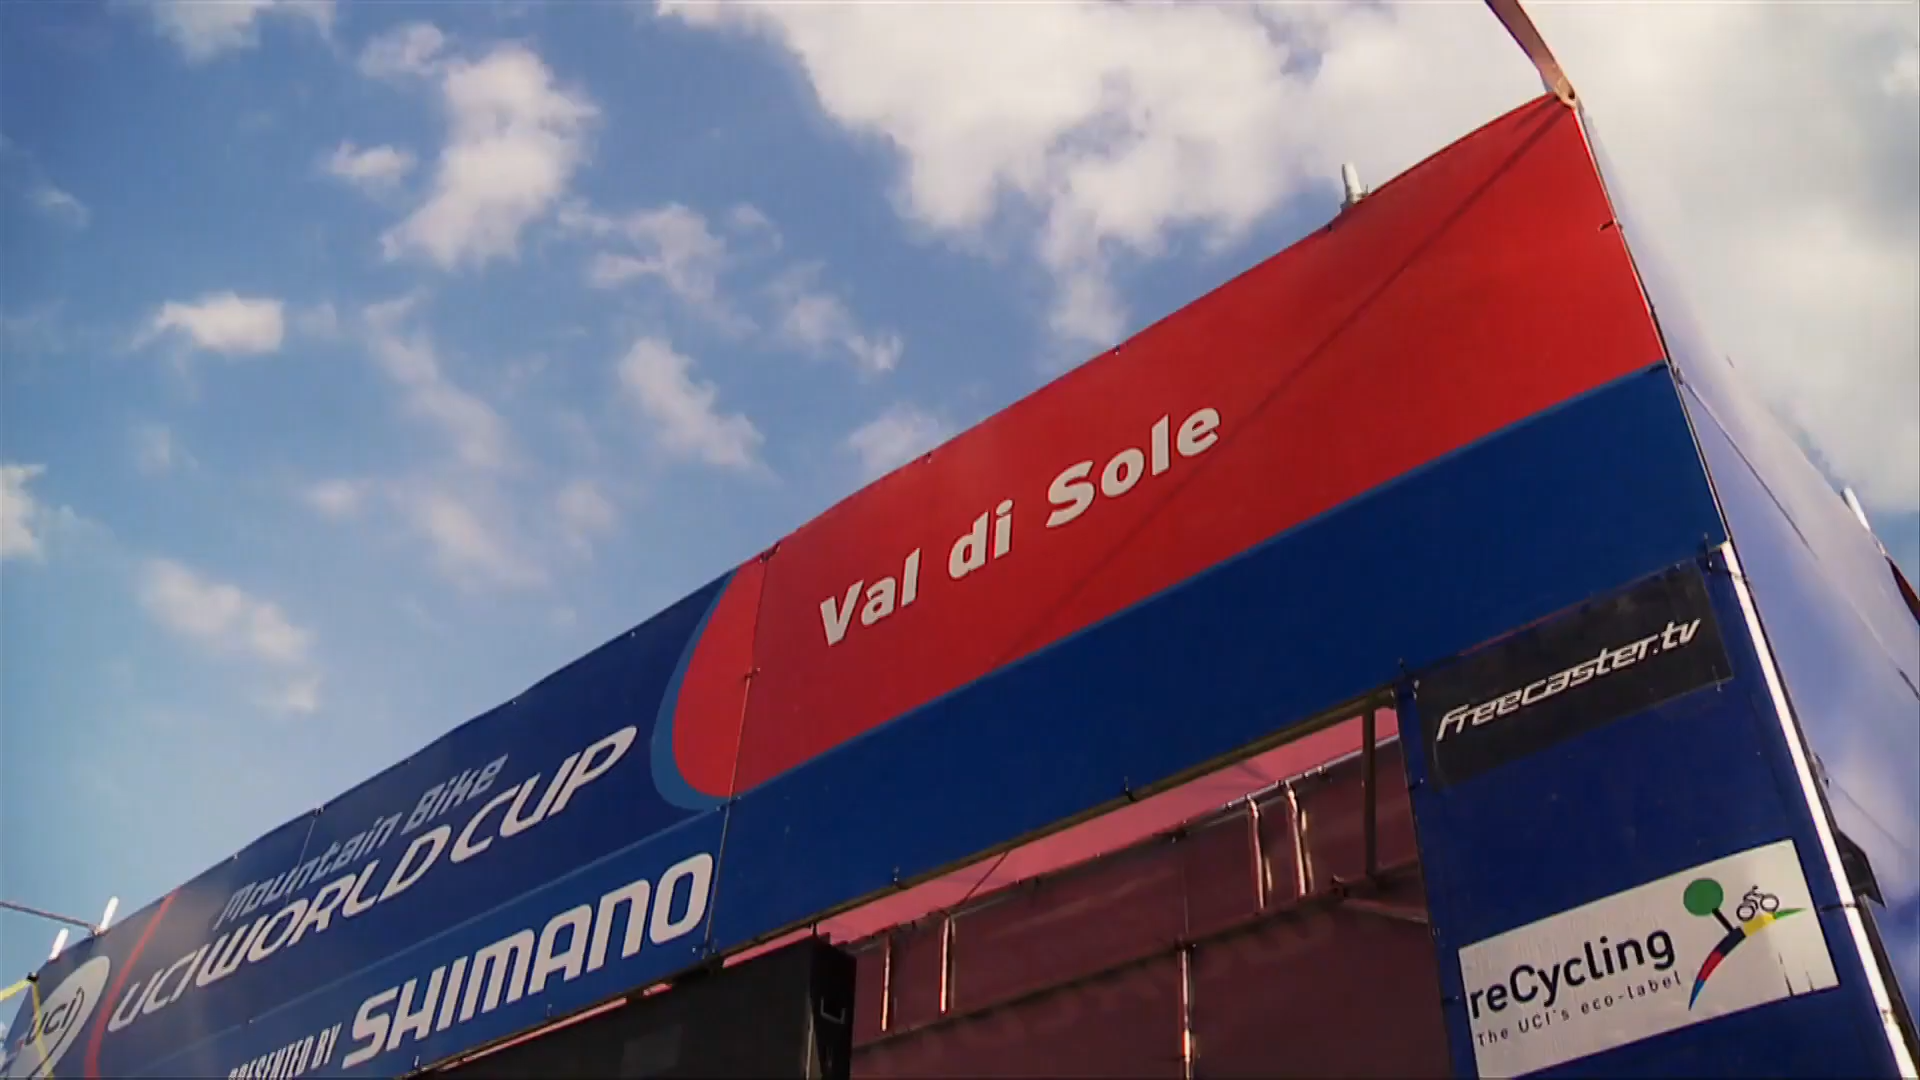 Val di Sole
Mountain Bike
UCI WORLD CUP
UCI
PRESENTED BY SHIMANO
freecaster.tv
reCycling
The UCI's eco-label